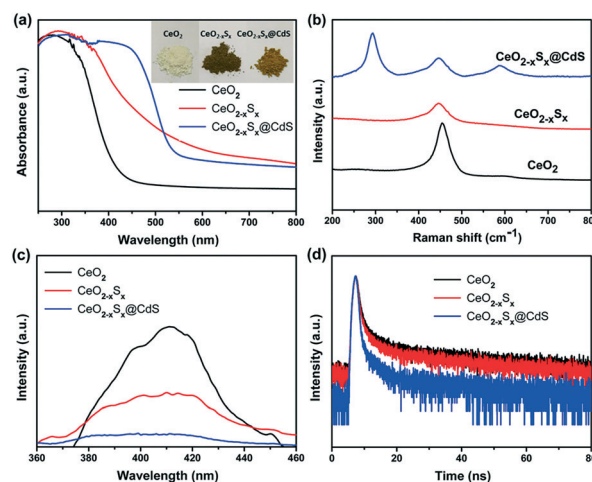 (a)
CeO2 CeO2-xSx CeO2-xSx@CdS
CeO2
CeO2-xSx
CeO2-xSx@CdS
Absorbance (a.u.)
300 400 500 600 700 800
Wavelength (nm)
(b)
CeO2-xSx@CdS
CeO2-xSx
CeO2
Intensity (a.u.)
200 300 400 500 600 700 800
Raman shift (cm-1)
(c)
CeO2
CeO2-xSx
CeO2-xSx@CdS
Intensity (a.u.)
360 380 400 420 440 460
Wavelength (nm)
(d)
CeO2
CeO2-xSx
CeO2-xSx@CdS
Intensity (a.u.)
0 20 40 60 80
Time (ns)